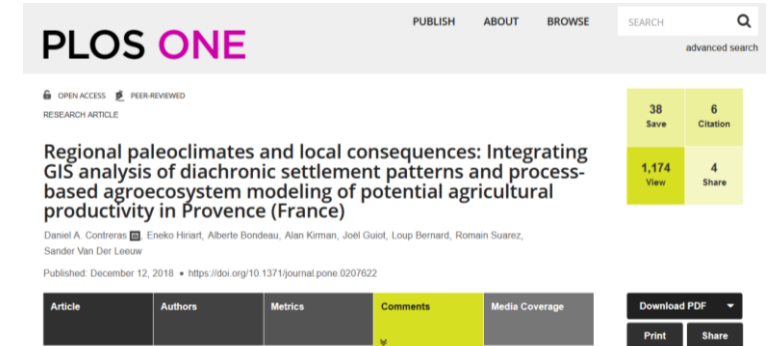 PUBLISH ABOUT BROWSE SEARCH
advanced search
PLOS ONE
OPEN ACCESS PEER-REVIEWED
RESEARCH ARTICLE
Regional paleoclimates and local consequences: Integrating
GIS analysis of diachronic settlement patterns and process-
based agroecosystem modeling of potential agricultural
productivity in Provence (France)
Daniel A. Contreras, Eneko Hiriart, Alberte Bondeau, Alan Kirman, Joël Guiot, Loup Bernard, Romain Suarez,
Sander Van Der Leeuw
Published: December 12, 2018 • https://doi.org/10.1371/journal.pone.0207622
38 6
Save Citation
1,174 4
View Share
Article Authors Metrics Comments Media Coverage
Download PDF
Print Share